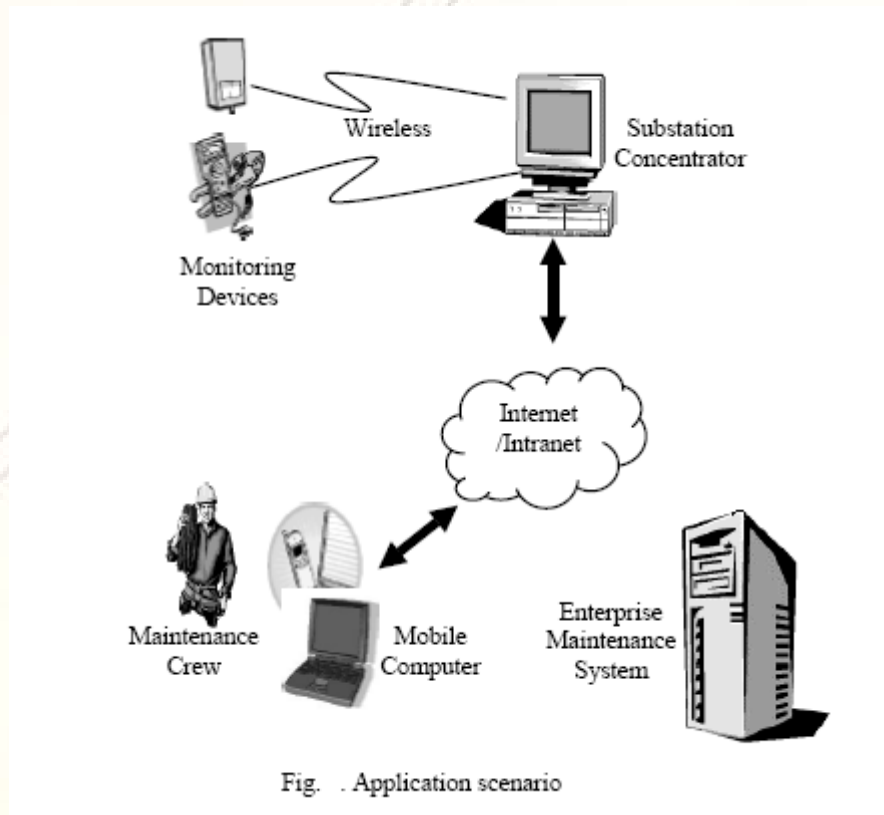 Wireless
Substation
Concentrator
Monitoring
Devices
Internet
/Intranet
Maintenance
Crew
Mobile
Computer
Enterprise
Maintenance
System
Fig. . Application scenario